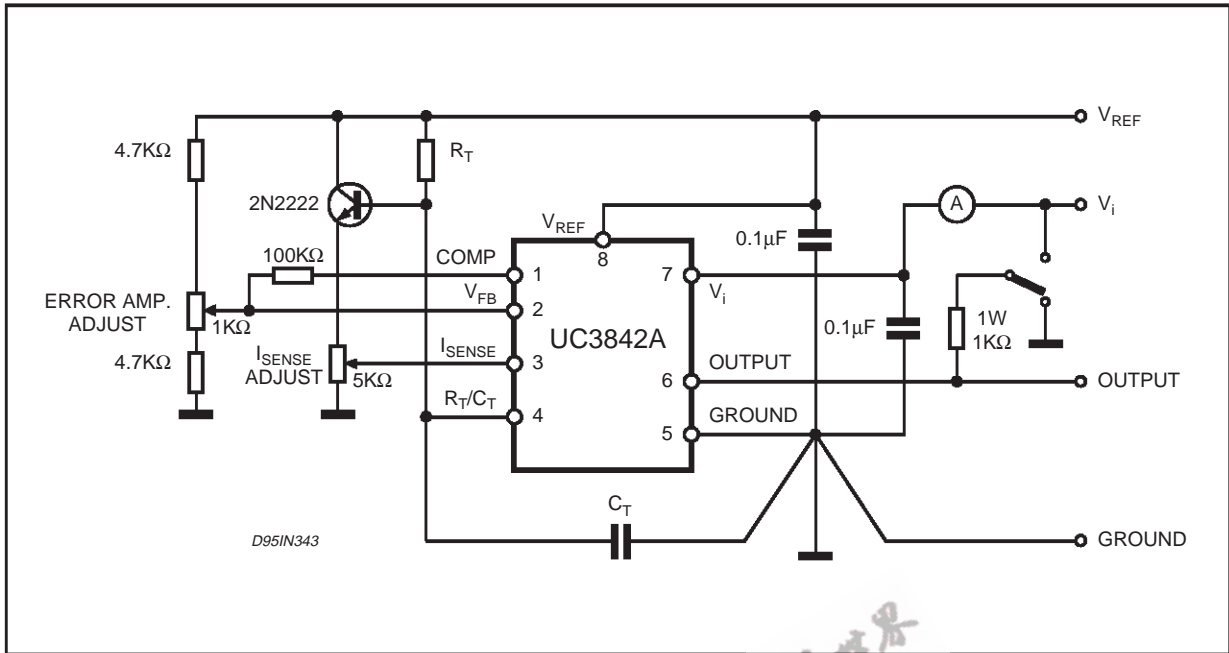 V_REF
4.7KΩ
R_T
2N2222
A
V_i
V_REF
8
0.1µF
100KΩ
COMP
1
7
V_i
V_FB
2
ERROR AMP.
ADJUST
1KΩ
UC3842A
0.1µF
1W
1KΩ
4.7KΩ
I_SENSE
ADJUST
5KΩ
I_SENSE
3
OUTPUT
6
OUTPUT
R_T/C_T
4
GROUND
5
C_T
D95IN343
GROUND